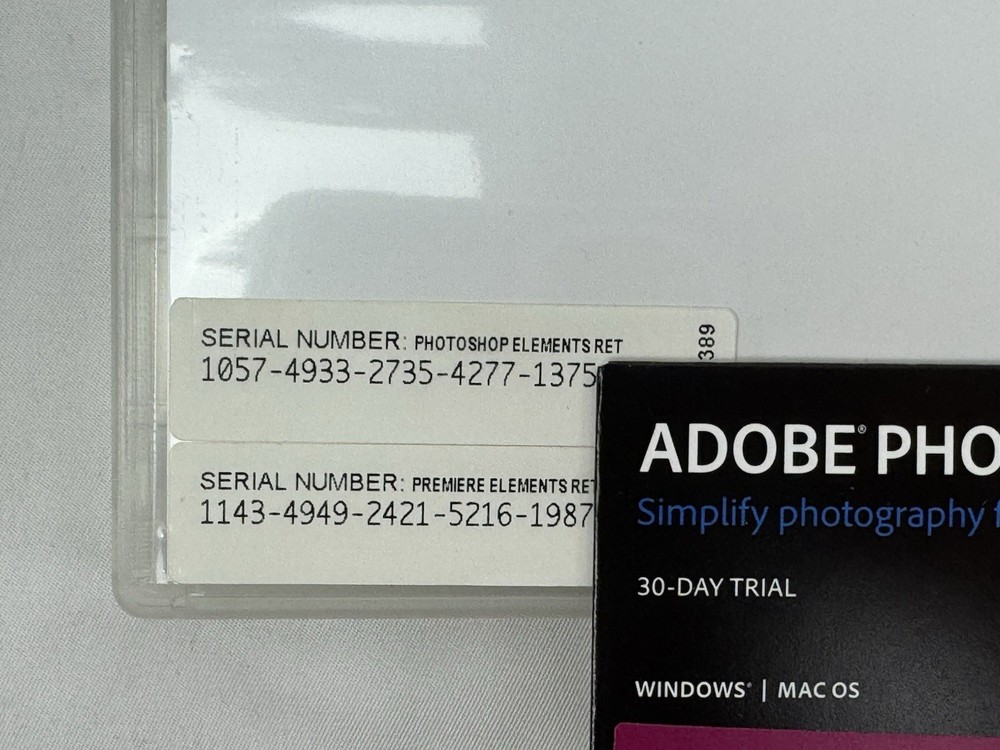 SERIAL NUMBER: PHOTOSHOP ELEMENTS RET
1057-4933-2735-4277-1375
389
SERIAL NUMBER: PREMIERE ELEMENTS RET
1143-4949-2421-5216-1987
ADOBE® PHO
Simplify photography f
30-DAY TRIAL
WINDOWS® | MAC OS